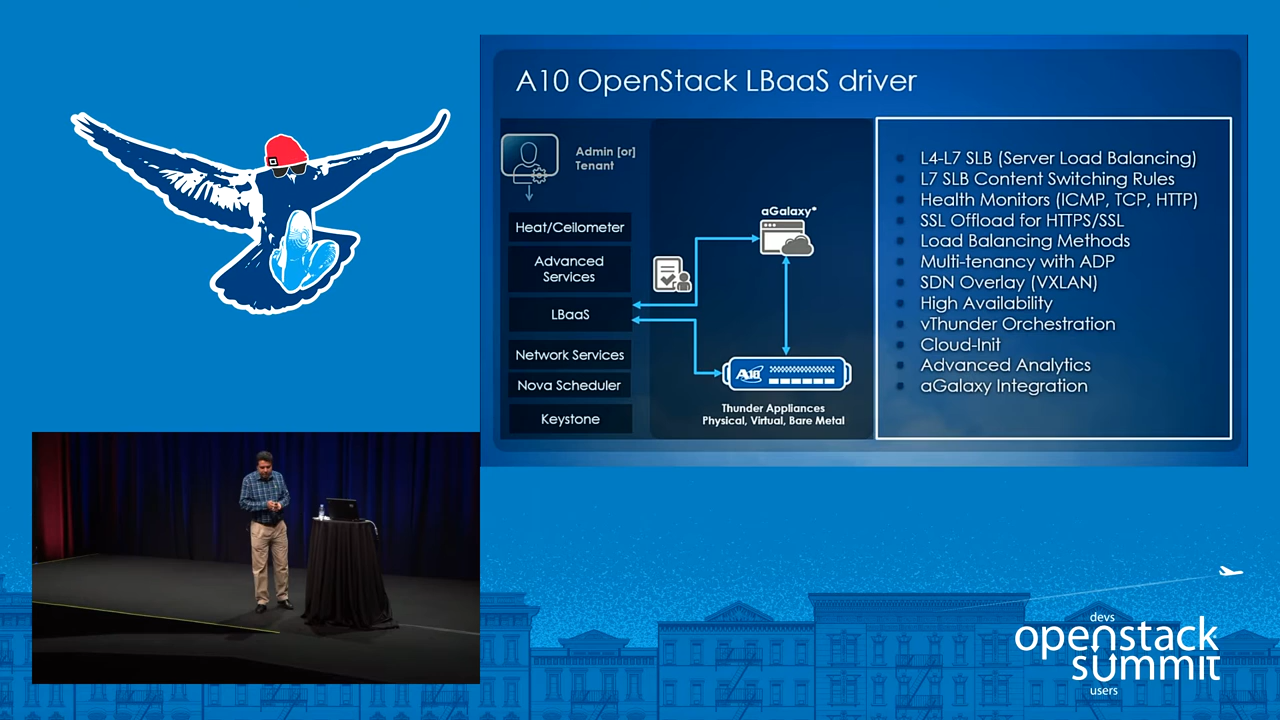 A10 OpenStack LBaaS driver
Admin [or]
Tenant
Heat/Ceilometer
Advanced
Services
LBaaS
Network Services
Nova Scheduler
Keystone
aGalaxy*
A10
Thunder Appliances
Physical, Virtual, Bare Metal
L4-L7 SLB (Server Load Balancing)
L7 SLB Content Switching Rules
Health Monitors (ICMP, TCP, HTTP)
SSL Offload for HTTPS/SSL
Load Balancing Methods
Multi-tenancy with ADP
SDN Overlay (VXLAN)
High Availability
vThunder Orchestration
Cloud-Init
Advanced Analytics
aGalaxy Integration
devs
openstack
summit
users